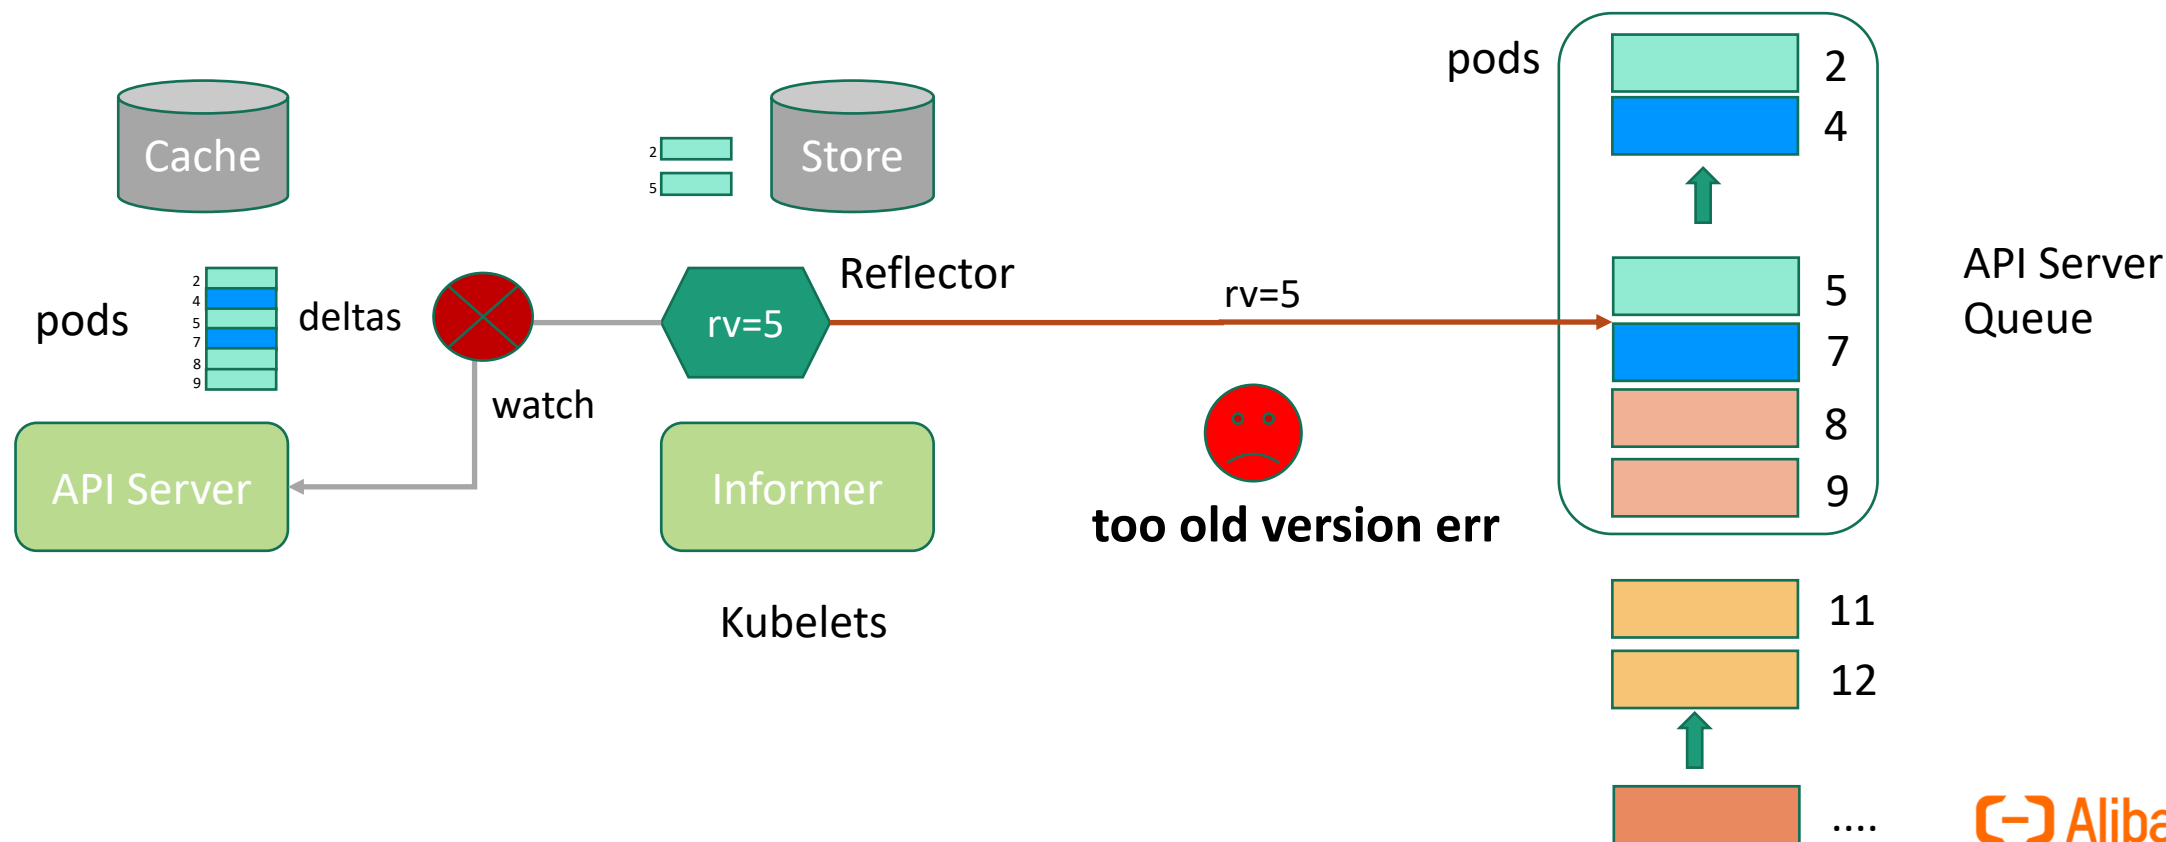 pods
2
4
Cache
2
5
Store
pods
2
4
5
7
8
9
deltas
watch
rv=5
Reflector
rv=5
5
7
8
9
API Server
Queue
API Server
Informer
too old version err
Kubelets
11
12
....